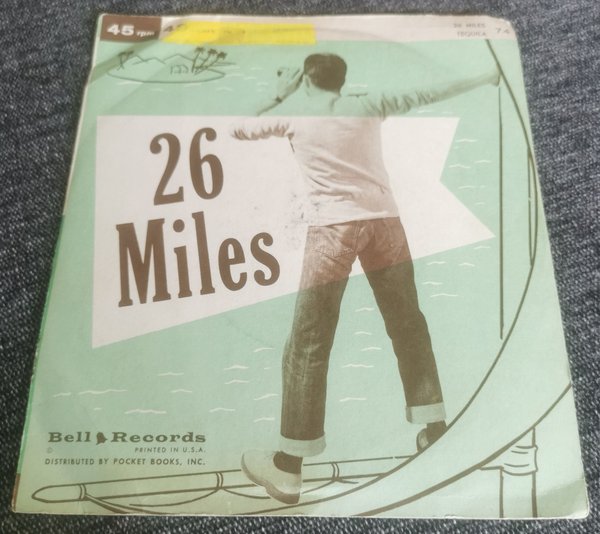 45 rpm
26 MILES
TEQUILA 74
26
Miles
Bell Records
© PRINTED IN U.S.A.
DISTRIBUTED BY POCKET BOOKS, INC.